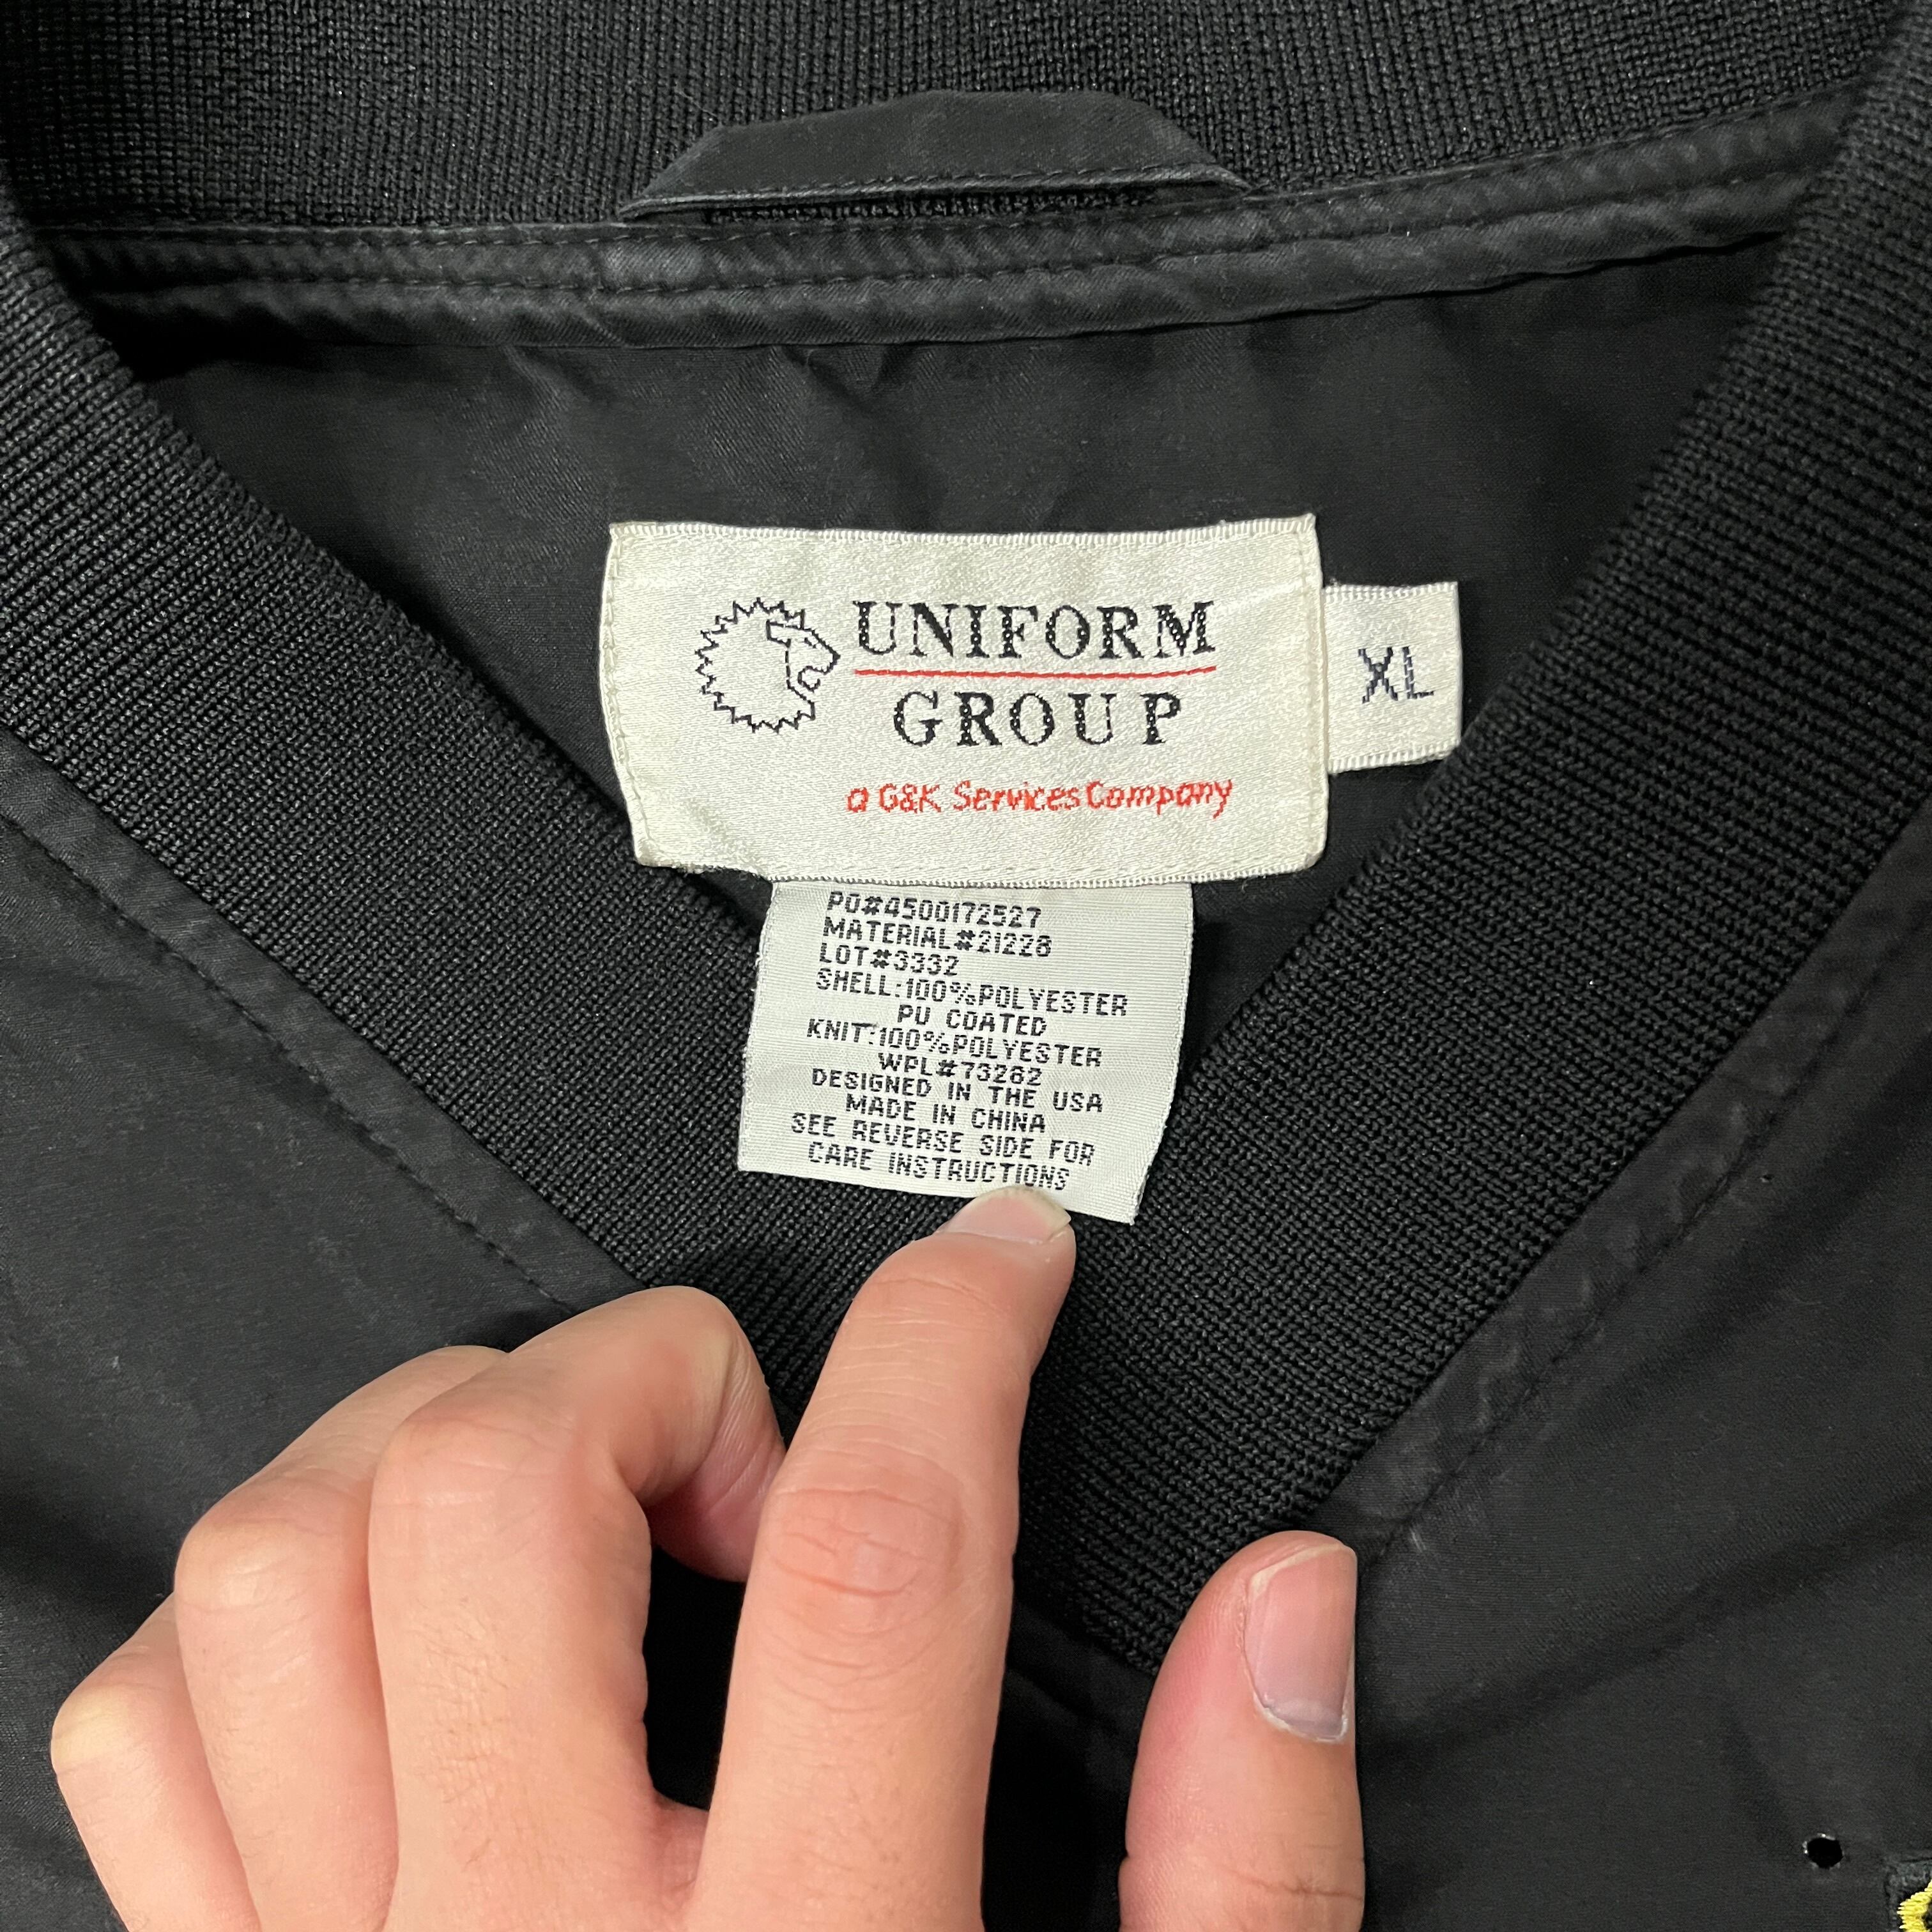 UNIFORM
GROUP
a G&K Services Company
XL
PO#4500172527
MATERIAL#21228
LOT#3332
SHELL:100%POLYESTER
PU COATED
KNIT:100%POLYESTER
WPL#73282
DESIGNED IN THE USA
MADE IN CHINA
SEE REVERSE SIDE FOR
CARE INSTRUCTIONS